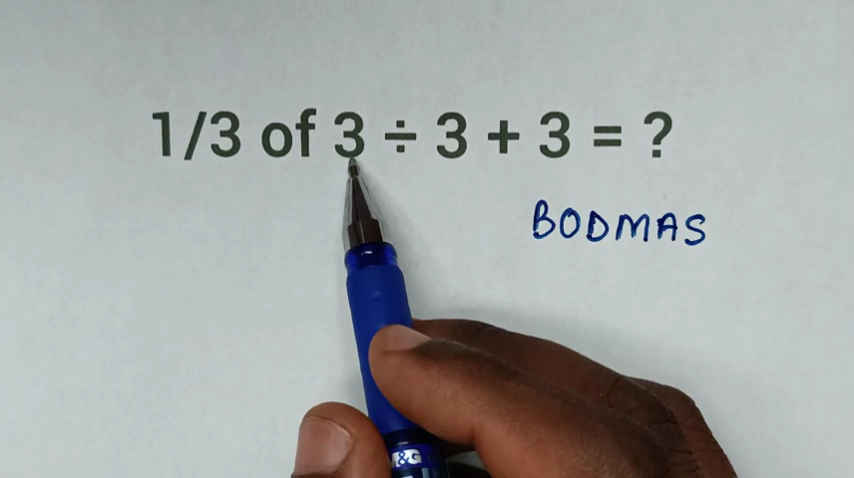 1/3 of 3 ÷ 3 + 3 = ?
BODMAS
M&G